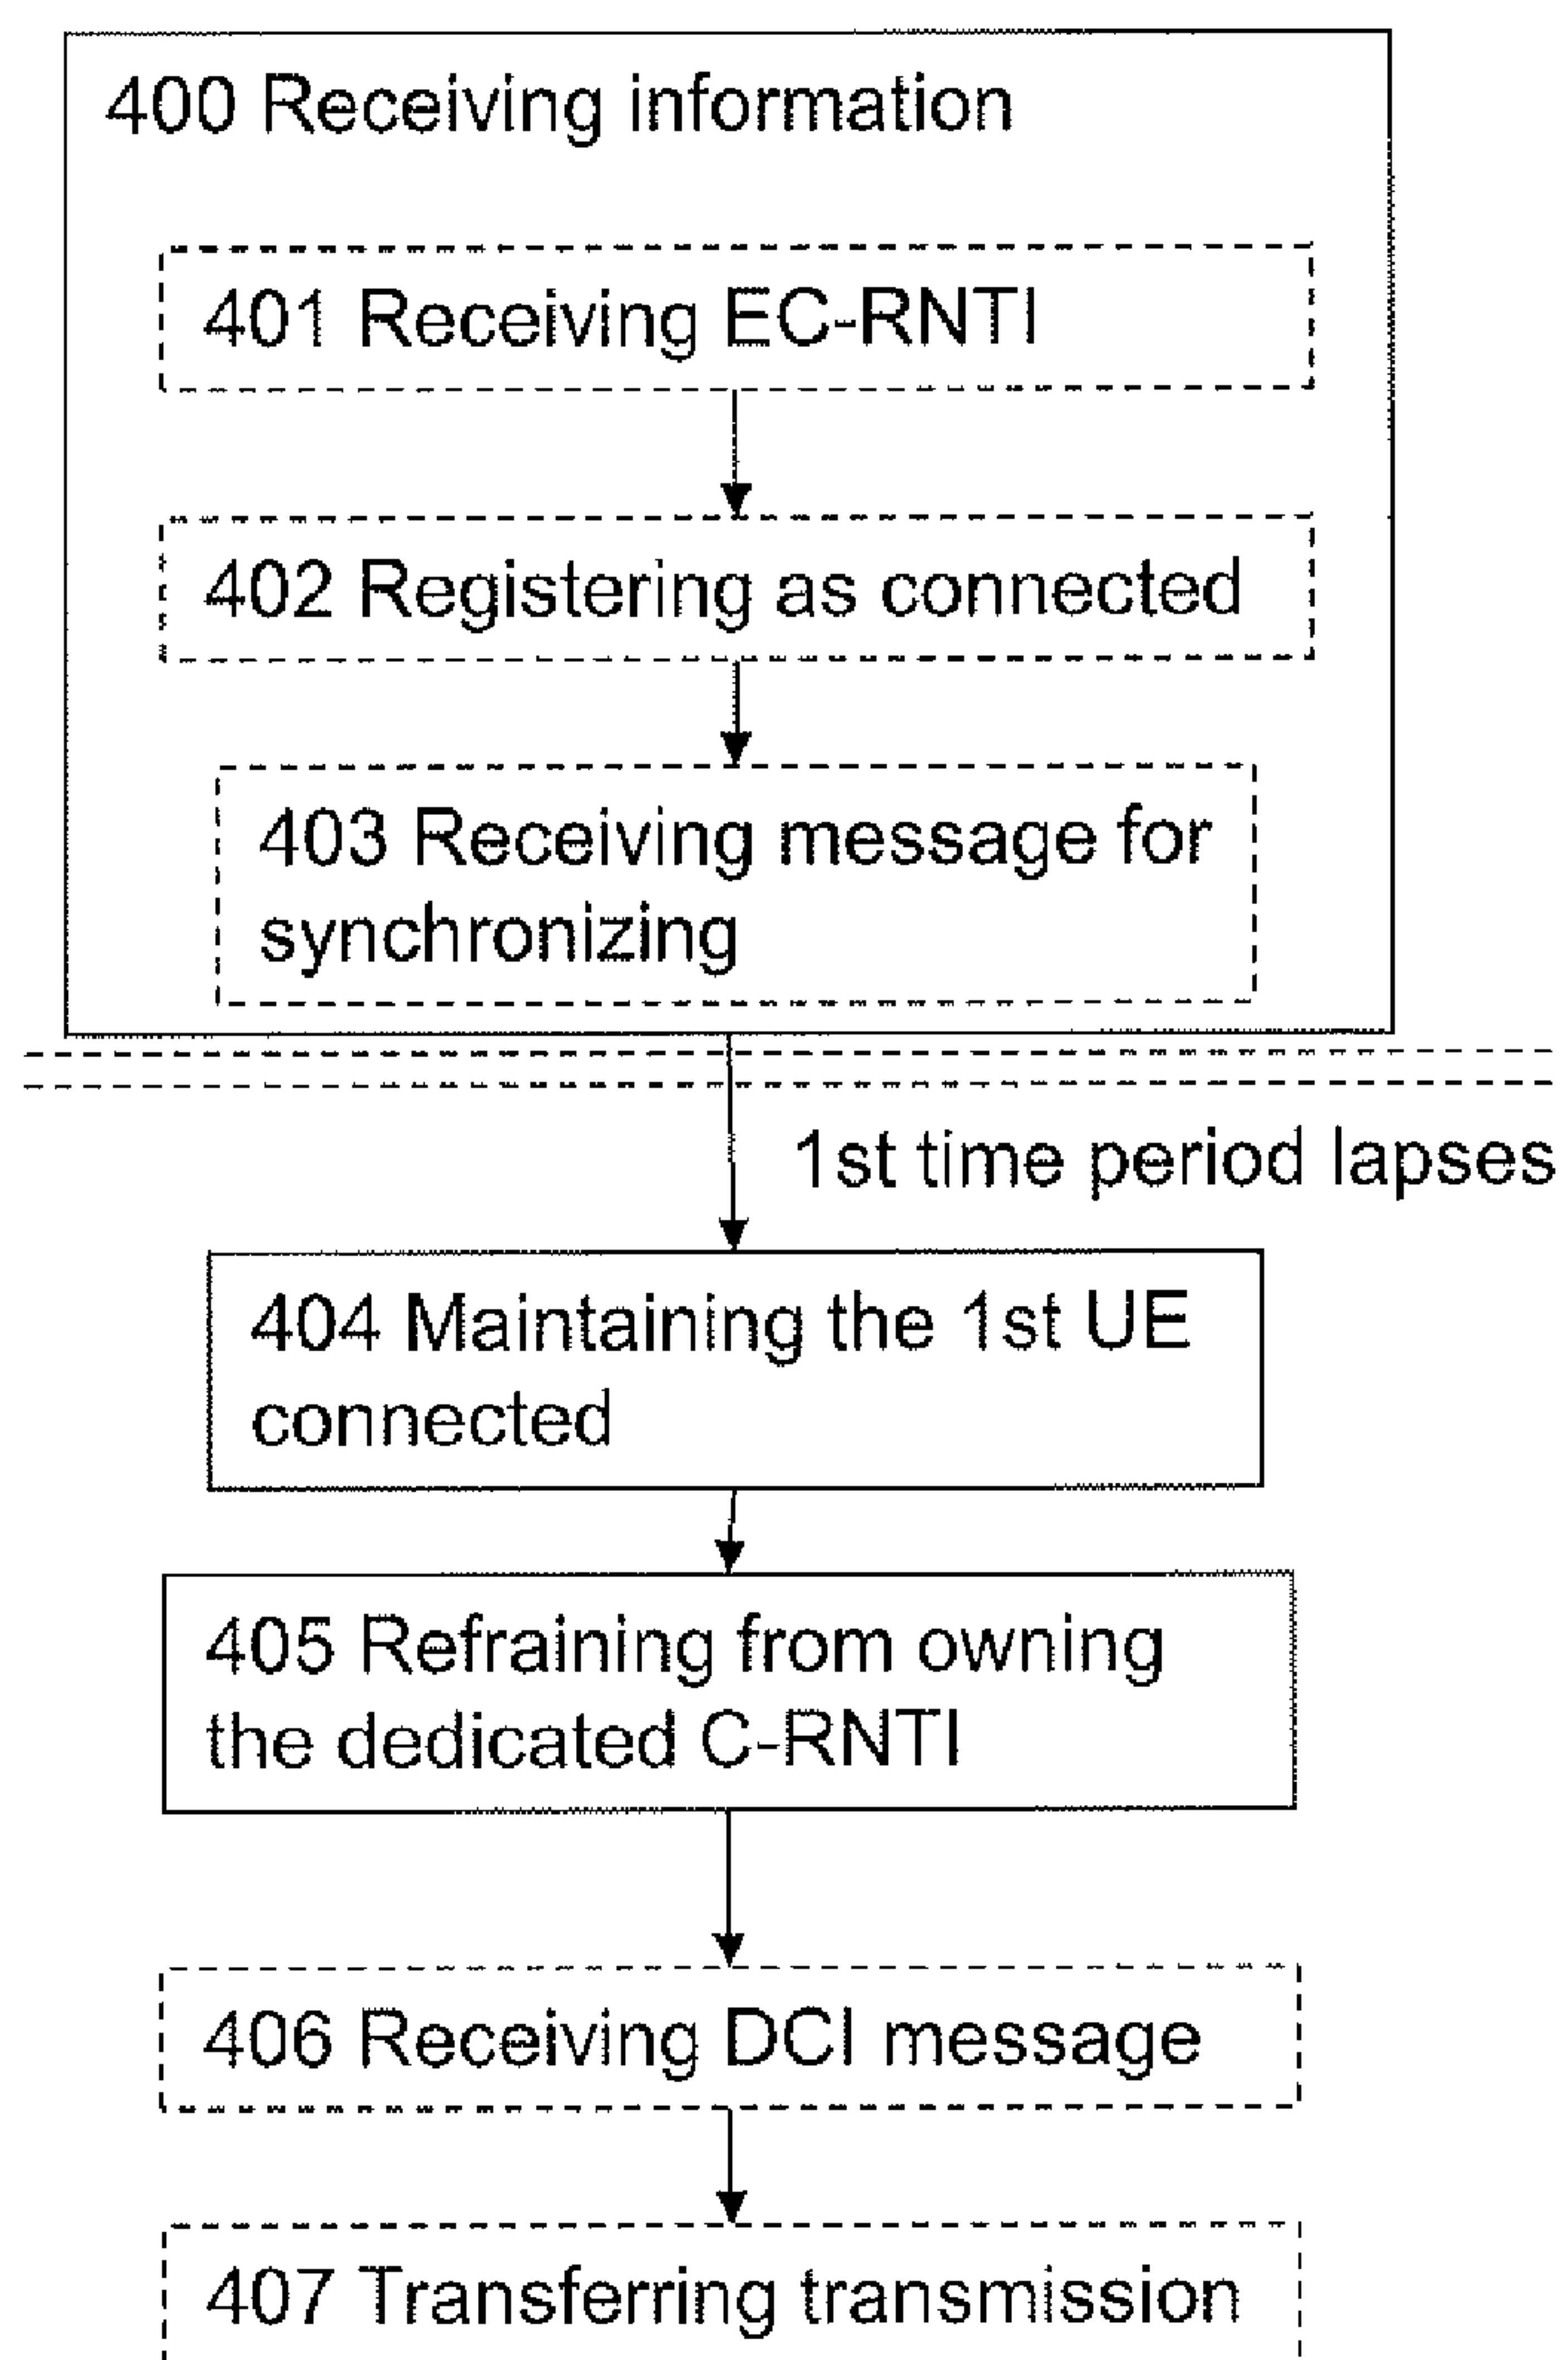 400 Receiving information
401 Receiving EC-RNTI
402 Registering as connected
403 Receiving message for
synchronizing
1st time period lapses
404 Maintaining the 1st UE
connected
405 Refraining from owning
the dedicated C-RNTI
406 Receiving DCI message
407 Transferring transmission